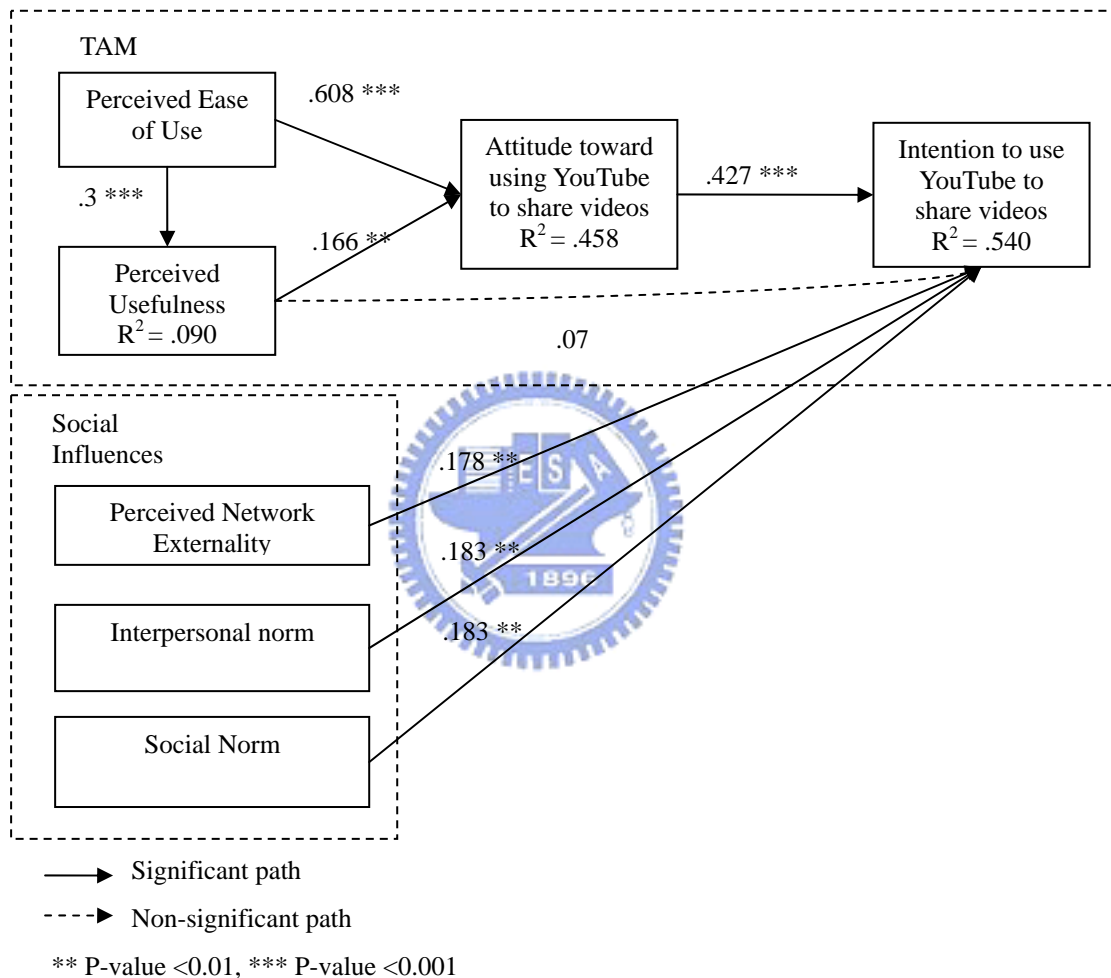 TAM
Perceived Ease
of Use
.608 ***
.3 ***
Perceived
Usefulness
R² = .090
.166 **
Attitude toward
using YouTube
to share videos
R² = .458
.427 ***
Intention to use
YouTube to
share videos
R² = .540
.07
Social
Influences
Perceived Network
Externality
.178 **
Interpersonal norm
.183 **
Social Norm
.183 **
E S A
1896
Significant path
Non-significant path
** P-value <0.01, *** P-value <0.001